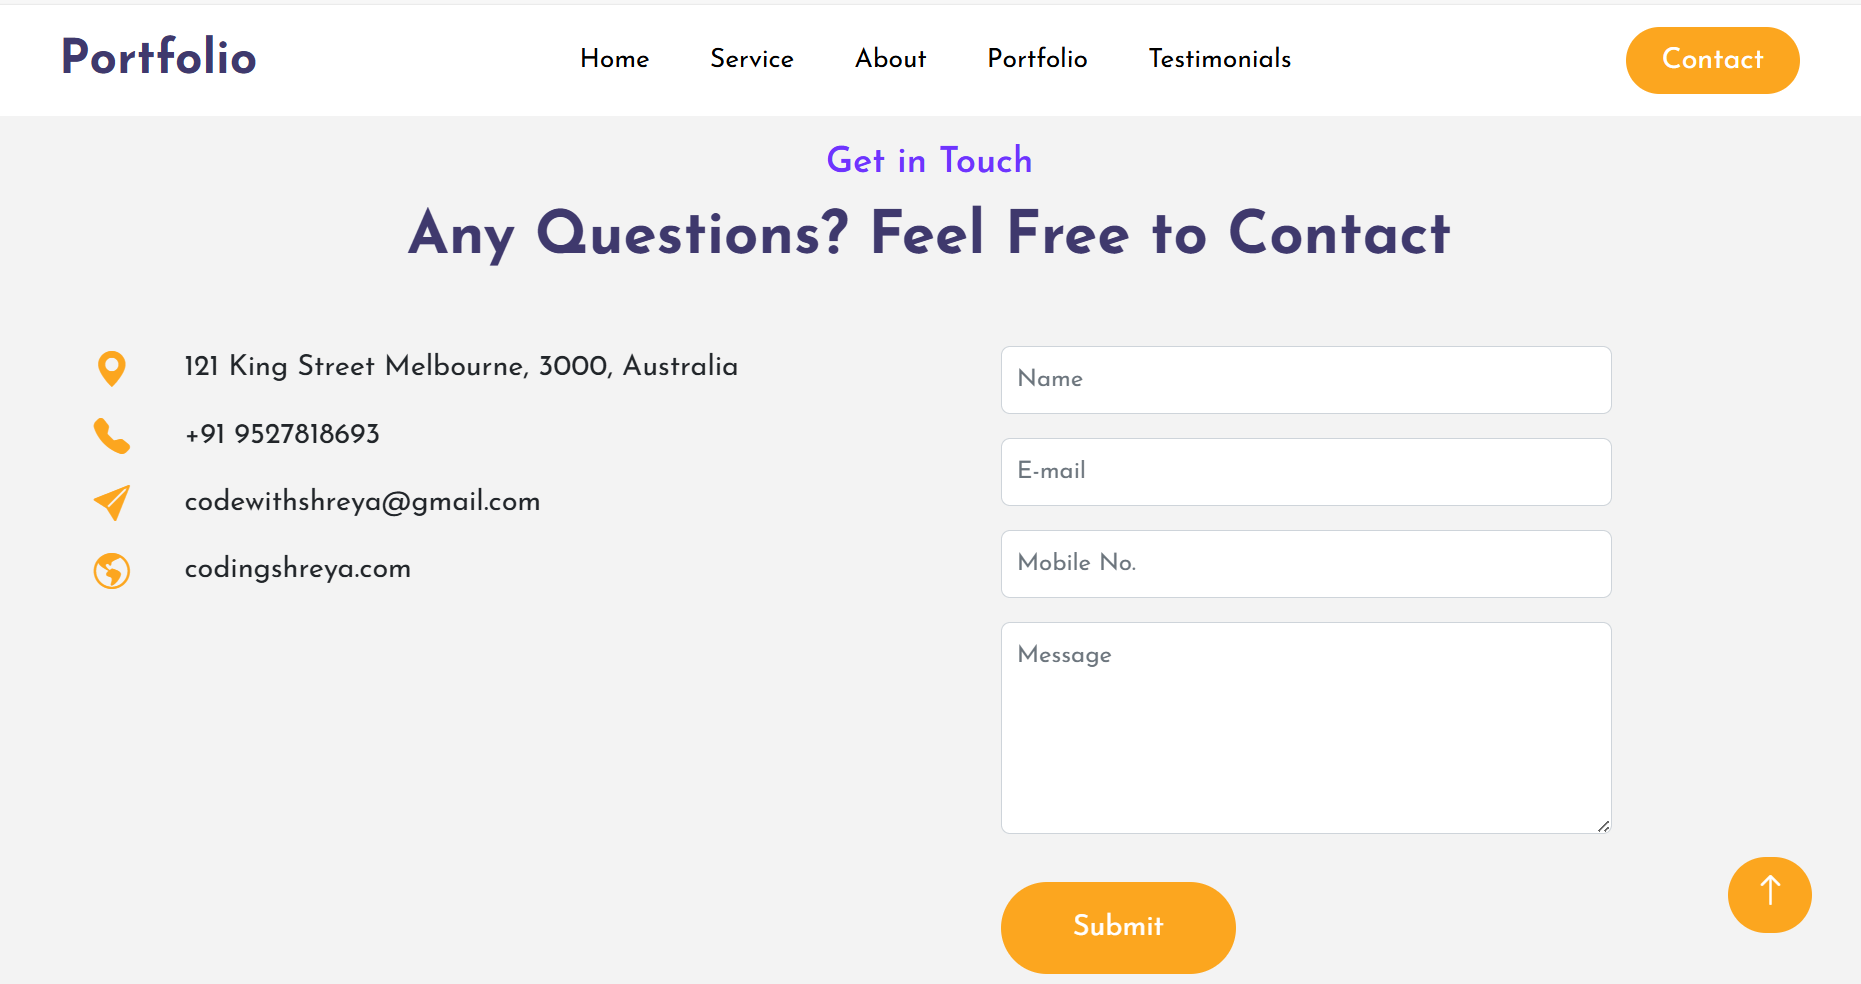 Portfolio
Home
Service
About
Portfolio
Testimonials
Contact
Get in Touch
Any Questions? Feel Free to Contact
121 King Street Melbourne, 3000, Australia
+91 9527818693
codewithshreya@gmail.com
codingshreya.com
Name
E-mail
Mobile No.
Message
Submit